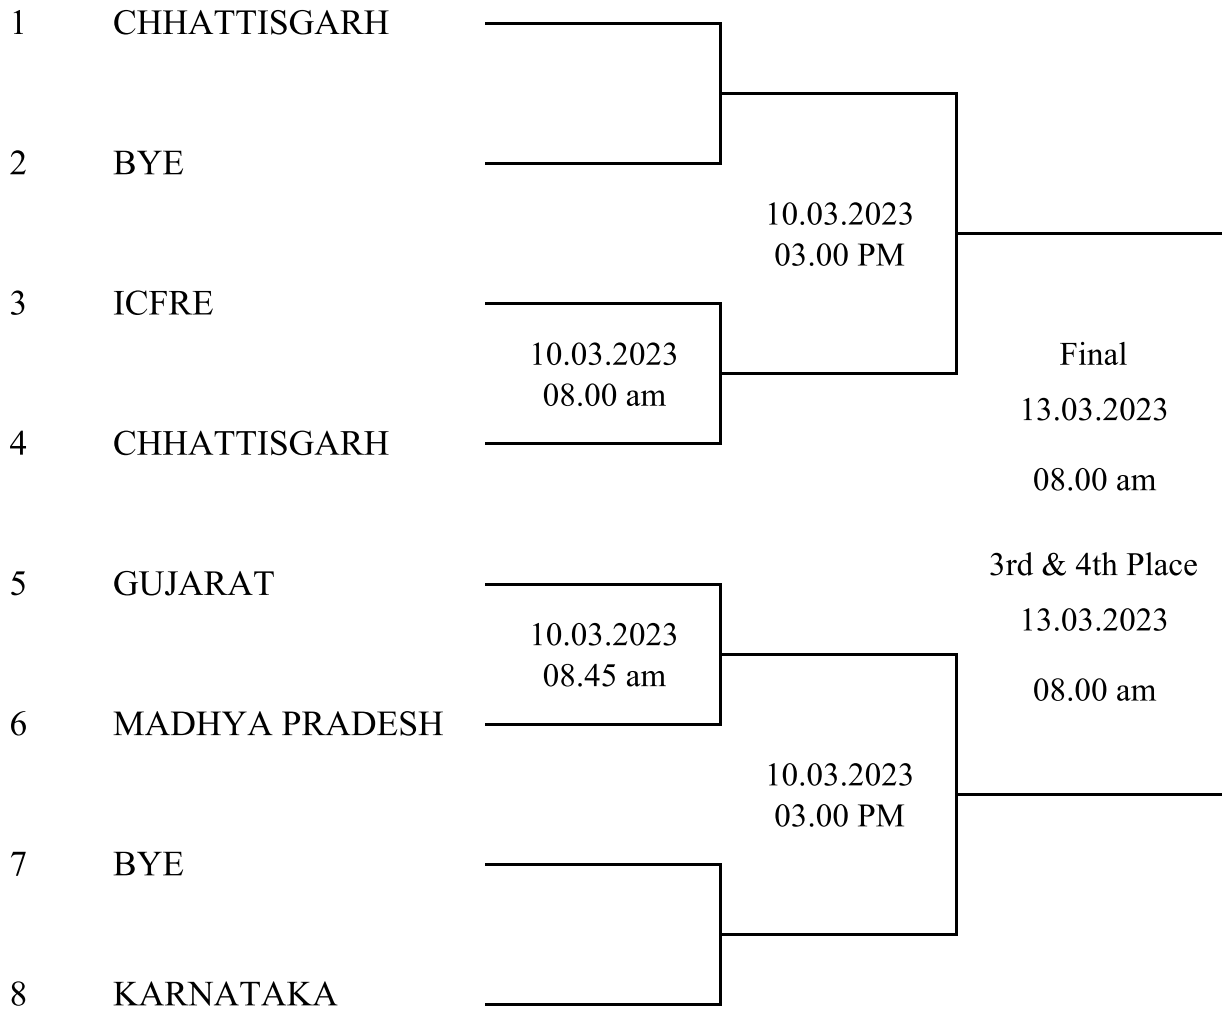 1 CHHATTISGARH
2 BYE
10.03.2023
03.00 PM
3 ICFRE
10.03.2023
08.00 am
Final
13.03.2023
4 CHHATTISGARH
08.00 am
3rd & 4th Place
5 GUJARAT
13.03.2023
10.03.2023
08.45 am
08.00 am
6 MADHYA PRADESH
10.03.2023
03.00 PM
7 BYE
8 KARNATAKA